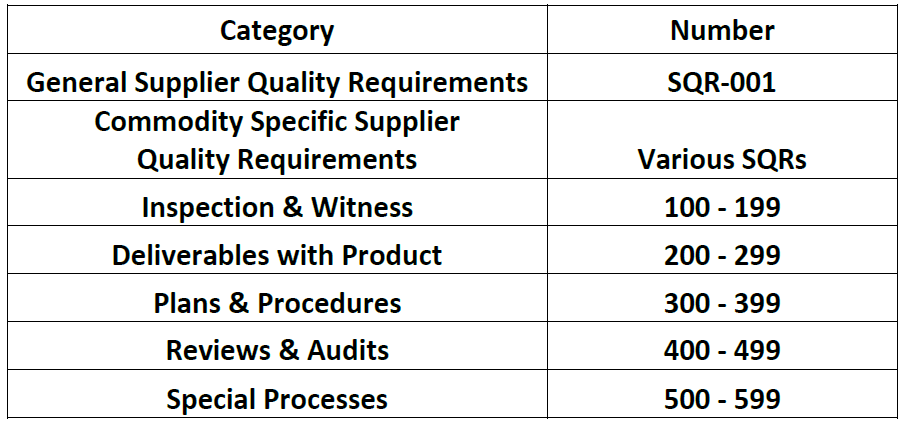 Category Number
General Supplier Quality Requirements SQR-001
Commodity Specific Supplier
Quality Requirements Various SQRs
Inspection & Witness 100 - 199
Deliverables with Product 200 - 299
Plans & Procedures 300 - 399
Reviews & Audits 400 - 499
Special Processes 500 - 599